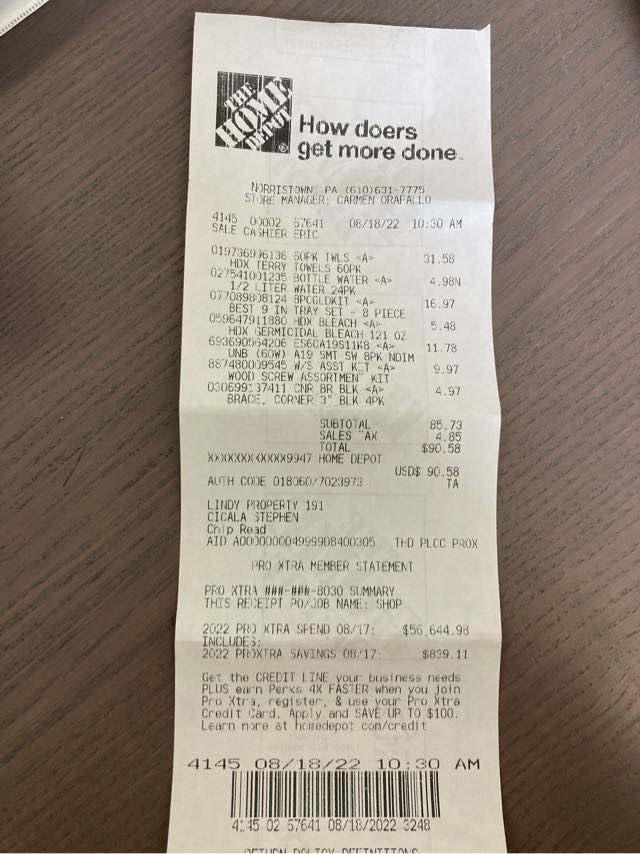 THE HOME DEPOT
How doers
get more done™
NORRISTOWN PA (610)631-7775
STORE MANAGER: CARMEN ORAFALLO
4145 00002 57641 08/18/22 10:30 AM
SALE CASHIER ERIC
019736996136 60PK TWLS <A> 31.58
HDX TERRY TOWELS 60PK
027541001235 BOTTLE WATER <A> 4.98N
1/2 LITER WATER 24PK
077089808124 8PCGLDKIT <A> 16.97
BEST 9 IN TRAY SET - 8 PIECE
059647911880 HDX BLEACH <A> 5.48
HDX GERMICIDAL BLEACH 121 OZ
693690564206 ES6CA19S11K8 <A> 11.78
UNB (60W) A19 SMT SW 8PK NDIM
887480009545 W/S ASST KIT <A> 9.97
WOOD SCREW ASSORTMENT KIT
030699137411 CNR BR BLK <A> 4.97
BRACE, CORNER 3" BLK 4PK
SUBTOTAL 85.73
SALES TAX 4.85
TOTAL $90.58
XXXXXXXXXXXX9947 HOME DEPOT
USD$ 90.58
AUTH CODE 018060/7023973 TA
LINDY PROPERTY 191
CICALA STEPHEN
Chip Read
AID A0000000049999D8400305 THD PLCC PROX
PRO XTRA MEMBER STATEMENT
PRO XTRA ###-###-8030 SUMMARY
THIS RECEIPT PO/JOB NAME: SHOP
2022 PRO XTRA SPEND 08/17: $56,644.98
INCLUDES:
2022 PROXTRA SAVINGS 08/17: $839.11
Get the CREDIT LINE your business needs
PLUS earn Perks 4X FASTER when you join
Pro Xtra, register, & use your Pro Xtra
Credit Card. Apply and SAVE UP TO $100.
Learn more at homedepot.com/credit
4145 08/18/22 10:30 AM
4145 02 57641 08/18/2022 3248
RETURN POLICY DEFINITIONS